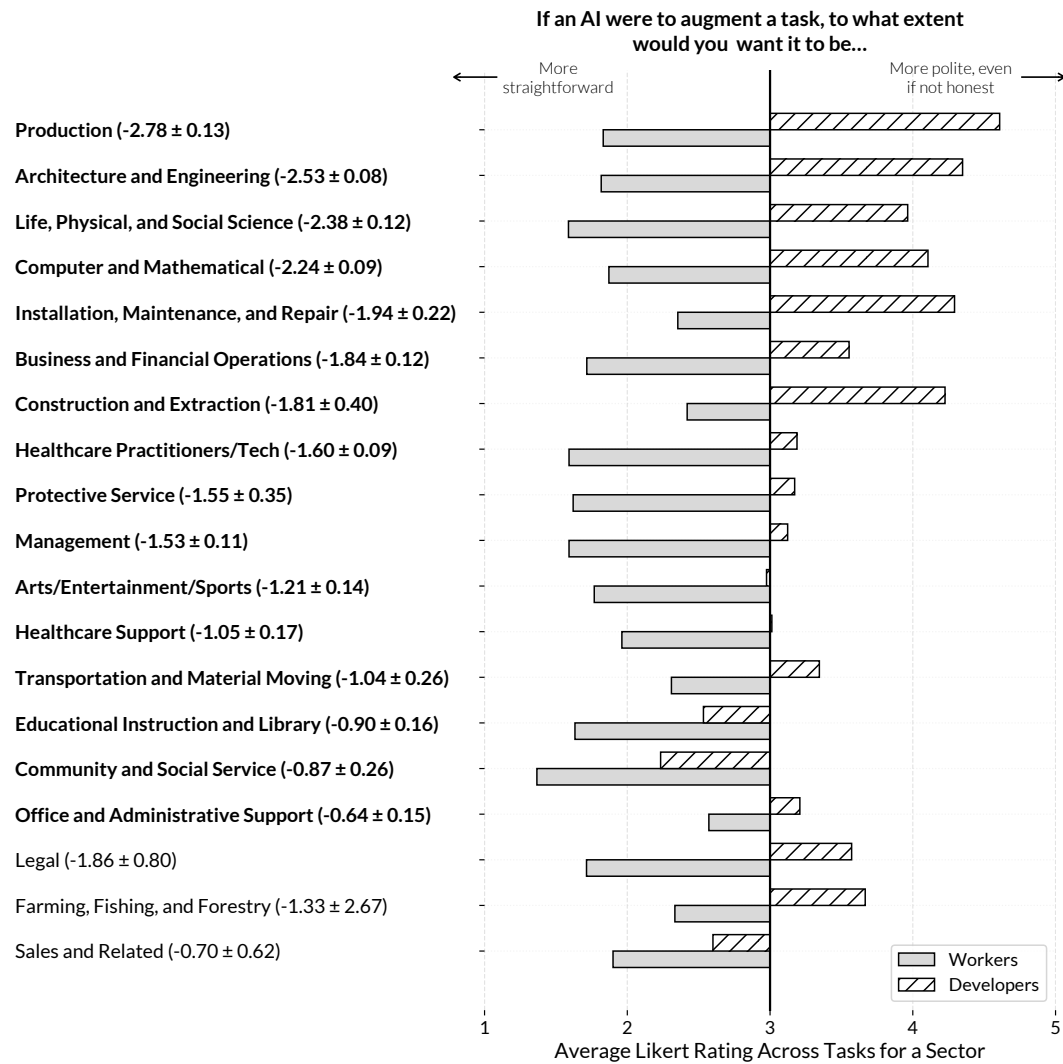 If an AI were to augment a task, to what extent
would you  want it to be...
More
straightforward
More polite, even
if not honest
Production (-2.78 ± 0.13)
Architecture and Engineering (-2.53 ± 0.08)
Life, Physical, and Social Science (-2.38 ± 0.12)
Computer and Mathematical (-2.24 ± 0.09)
Installation, Maintenance, and Repair (-1.94 ± 0.22)
Business and Financial Operations (-1.84 ± 0.12)
Construction and Extraction (-1.81 ± 0.40)
Healthcare Practitioners/Tech (-1.60 ± 0.09)
Protective Service (-1.55 ± 0.35)
Management (-1.53 ± 0.11)
Arts/Entertainment/Sports (-1.21 ± 0.14)
Healthcare Support (-1.05 ± 0.17)
Transportation and Material Moving (-1.04 ± 0.26)
Educational Instruction and Library (-0.90 ± 0.16)
Community and Social Service (-0.87 ± 0.26)
Office and Administrative Support (-0.64 ± 0.15)
Legal (-1.86 ± 0.80)
Farming, Fishing, and Forestry (-1.33 ± 2.67)
Sales and Related (-0.70 ± 0.62)
Workers
Developers
1 2 3 4 5
Average Likert Rating Across Tasks for a Sector